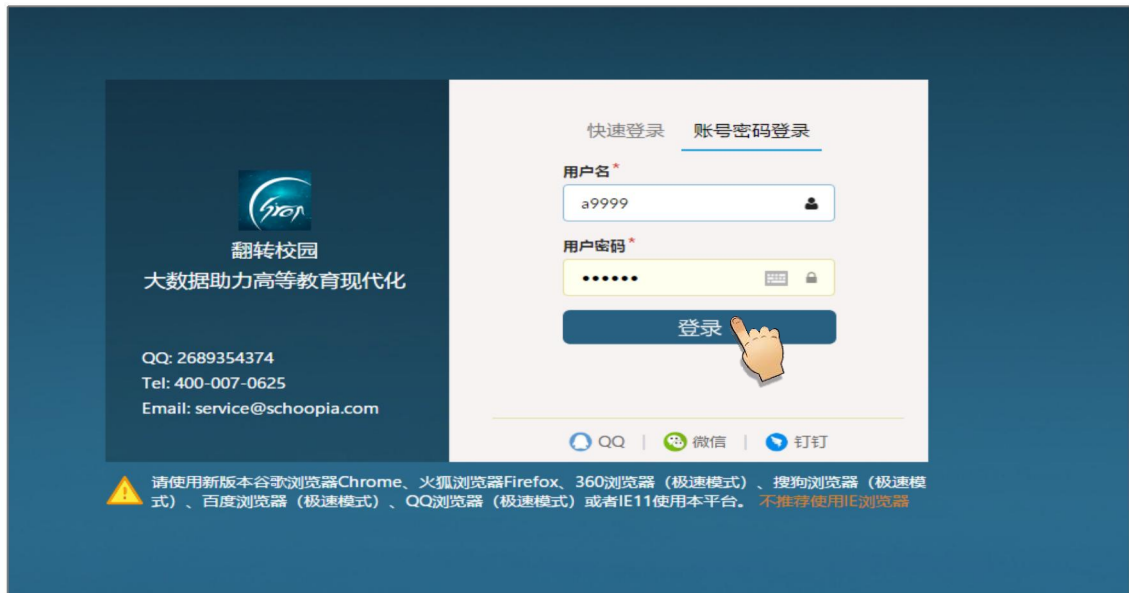 快速登录 账号密码登录
用户名*
a9999
用户密码*
••••••
登录
翻转校园
大数据助力高等教育现代化
QQ: 2689354374
Tel: 400-007-0625
Email: service@schoopia.com
QQ | 微信 | 钉钉
请使用新版本谷歌浏览器Chrome、火狐浏览器Firefox、360浏览器（极速模式）、搜狗浏览器（极速模
式）、百度浏览器（极速模式）、QQ浏览器（极速模式）或者IE11使用本平台。 不推荐使用IE浏览器